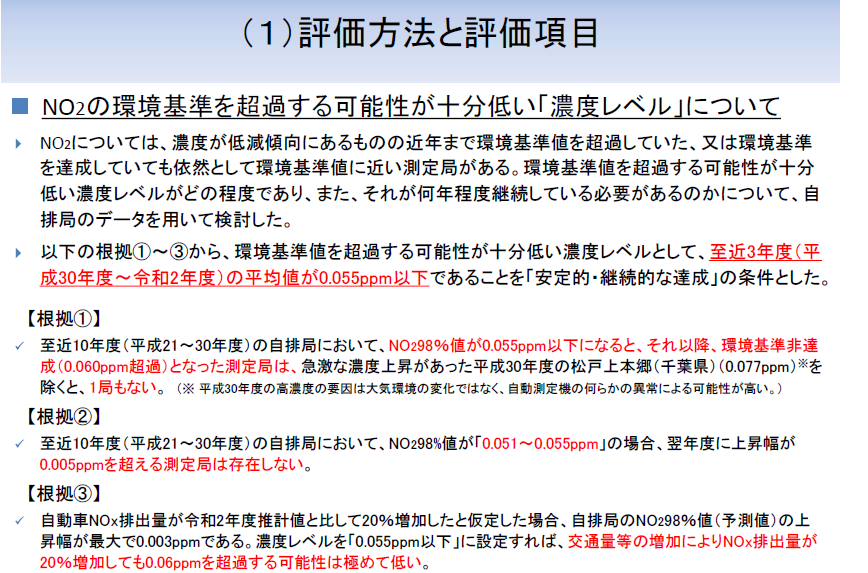 （１）評価方法と評価項目
■ NO2の環境基準を超過する可能性が十分低い「濃度レベル」について
NO2については、濃度が低減傾向にあるものの近年まで環境基準値を超過していた、又は環境基準
を達成していても依然として環境基準値に近い測定局がある。環境基準値を超過する可能性が十分
低い濃度レベルがどの程度であり、また、それが何年程度継続している必要があるのかについて、自
排局のデータを用いて検討した。
以下の根拠①～③から、環境基準値を超過する可能性が十分低い濃度レベルとして、至近3年度（平
成30年度～令和2年度）の平均値が0.055ppm以下であることを「安定的・継続的な達成」の条件とした。
【根拠①】
✓ 至近10年度（平成21～30年度）の自排局において、NO298％値が0.055ppm以下になると、それ以降、環境基準非達
成（0.060ppm超過）となった測定局は、急激な濃度上昇があった平成30年度の松戸上本郷（千葉県）（0.077ppm）※を
除くと、1局もない。 （※ 平成30年度の高濃度の要因は大気環境の変化ではなく、自動測定機の何らかの異常による可能性が高い。）
【根拠②】
✓ 至近10年度（平成21～30年度）の自排局において、NO298%値が「0.051～0.055ppm」の場合、翌年度に上昇幅が
0.005ppmを超える測定局は存在しない。
【根拠③】
✓ 自動車NOx排出量が令和2年度推計値と比して20％増加したと仮定した場合、自排局のNO298％値（予測値）の上
昇幅が最大で0.003ppmである。濃度レベルを「0.055ppm以下」に設定すれば、交通量等の増加によりNOx排出量が
20％増加しても0.06ppmを超過する可能性は極めて低い。